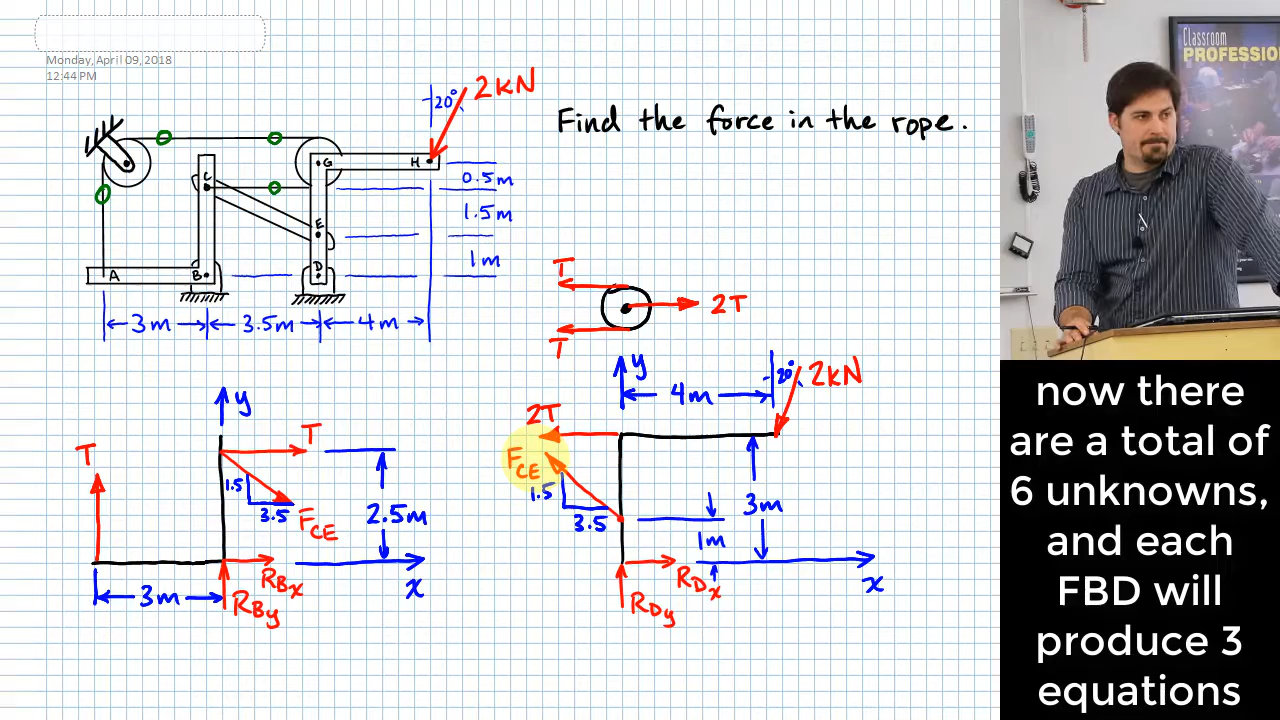 Monday, April 09, 2018
12:44 PM
20°
2kN
Find the force in the rope.
G
H
C
0.5m
1.5m
E
1m
A
B
D
3m
3.5m
4m
T
2T
T
y
T
T
1.5
3.5
FCE
2.5m
RBx
x
3m
RBy
y
4m
20°
2kN
2T
FCE
1.5
3.5
3m
1m
RDx
x
RDy
Classroom
PROFESSION
now there
are a total of
6 unknowns,
and each
FBD will
produce 3
equations